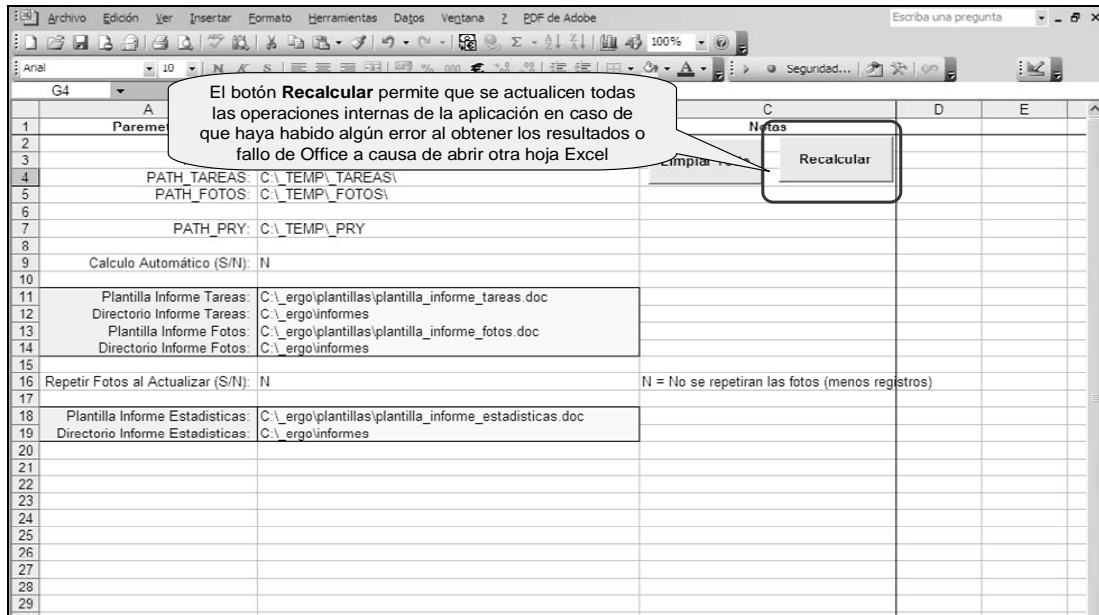 Archivo Edición Ver Insertar Formato Herramientas Datos Ventana ? PDF de Adobe Escriba una pregunta
100%
Arial 10 N K S % 000 € Seguridad...
G4
El botón Recalcular permite que se actualicen todas
las operaciones internas de la aplicación en caso de
que haya habido algún error al obtener los resultados o
fallo de Office a causa de abrir otra hoja Excel
A C D E
1 Notas
2
3 Recalcular
4 PATH_TAREAS: C:\_TEMP\_TAREAS\
5 PATH_FOTOS: C:\_TEMP\_FOTOS\
6
7 PATH_PRY: C:\_TEMP\_PRY
8
9 Calculo Automático (S/N): N
10
11 Plantilla Informe Tareas: C:\_ergo\plantillas\plantilla_informe_tareas.doc
12 Directorio Informe Tareas: C:\_ergo\informes
13 Plantilla Informe Fotos: C:\_ergo\plantillas\plantilla_informe_fotos.doc
14 Directorio Informe Fotos: C:\_ergo\informes
15
16 Repetir Fotos al Actualizar (S/N): N N = No se repetiran las fotos (menos registros)
17
18 Plantilla Informe Estadisticas: C:\_ergo\plantillas\plantilla_informe_estadisticas.doc
19 Directorio Informe Estadisticas: C:\_ergo\informes
20
21
22
23
24
25
26
27
28
29